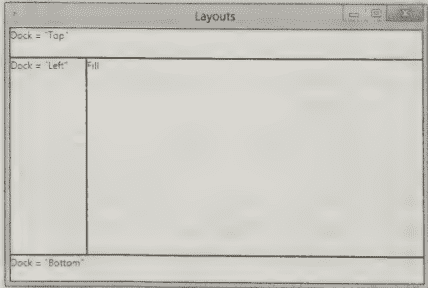 Layouts
Dock = "Top"
Dock = "Left"
Fill
Dock = "Bottom"